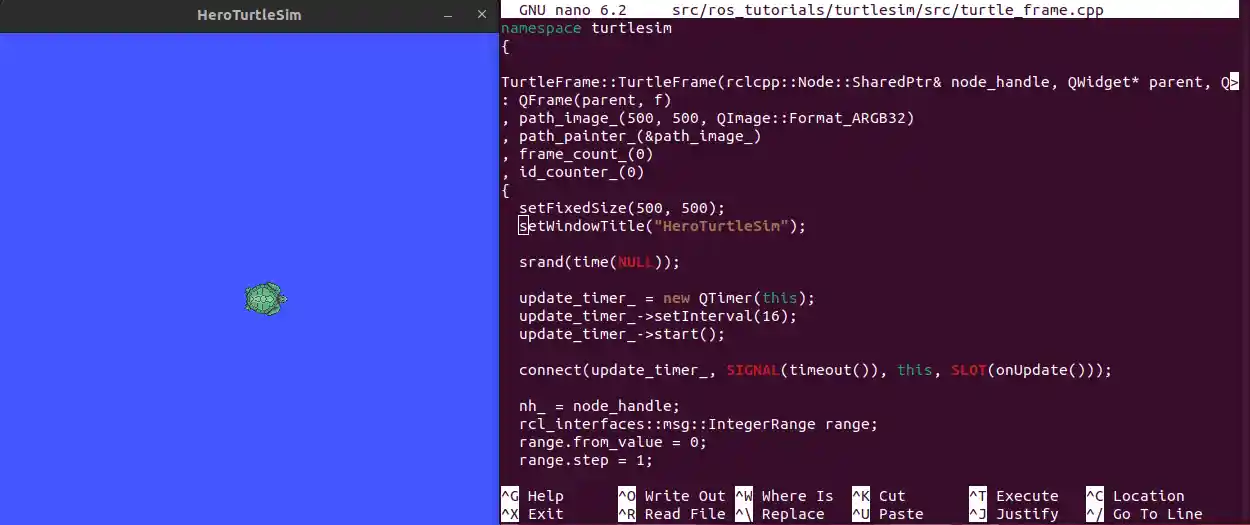 HeroTurtleSim
GNU nano 6.2 src/ros_tutorials/turtlesim/src/turtle_frame.cpp
namespace turtlesim
{
TurtleFrame::TurtleFrame(rclcpp::Node::SharedPtr& node_handle, QWidget* parent, Q>
: QFrame(parent, f)
, path_image_(500, 500, QImage::Format_ARGB32)
, path_painter_(&path_image_)
, frame_count_(0)
, id_counter_(0)
{
setFixedSize(500, 500);
setWindowTitle("HeroTurtleSim");
srand(time(NULL));
update_timer_ = new QTimer(this);
update_timer_->setInterval(16);
update_timer_->start();
connect(update_timer_, SIGNAL(timeout()), this, SLOT(onUpdate()));
nh_ = node_handle;
rcl_interfaces::msg::IntegerRange range;
range.from_value = 0;
range.step = 1;
^G Help ^O Write Out ^W Where Is ^K Cut ^T Execute ^C Location
^X Exit ^R Read File ^\ Replace ^U Paste ^J Justify ^/ Go To Line